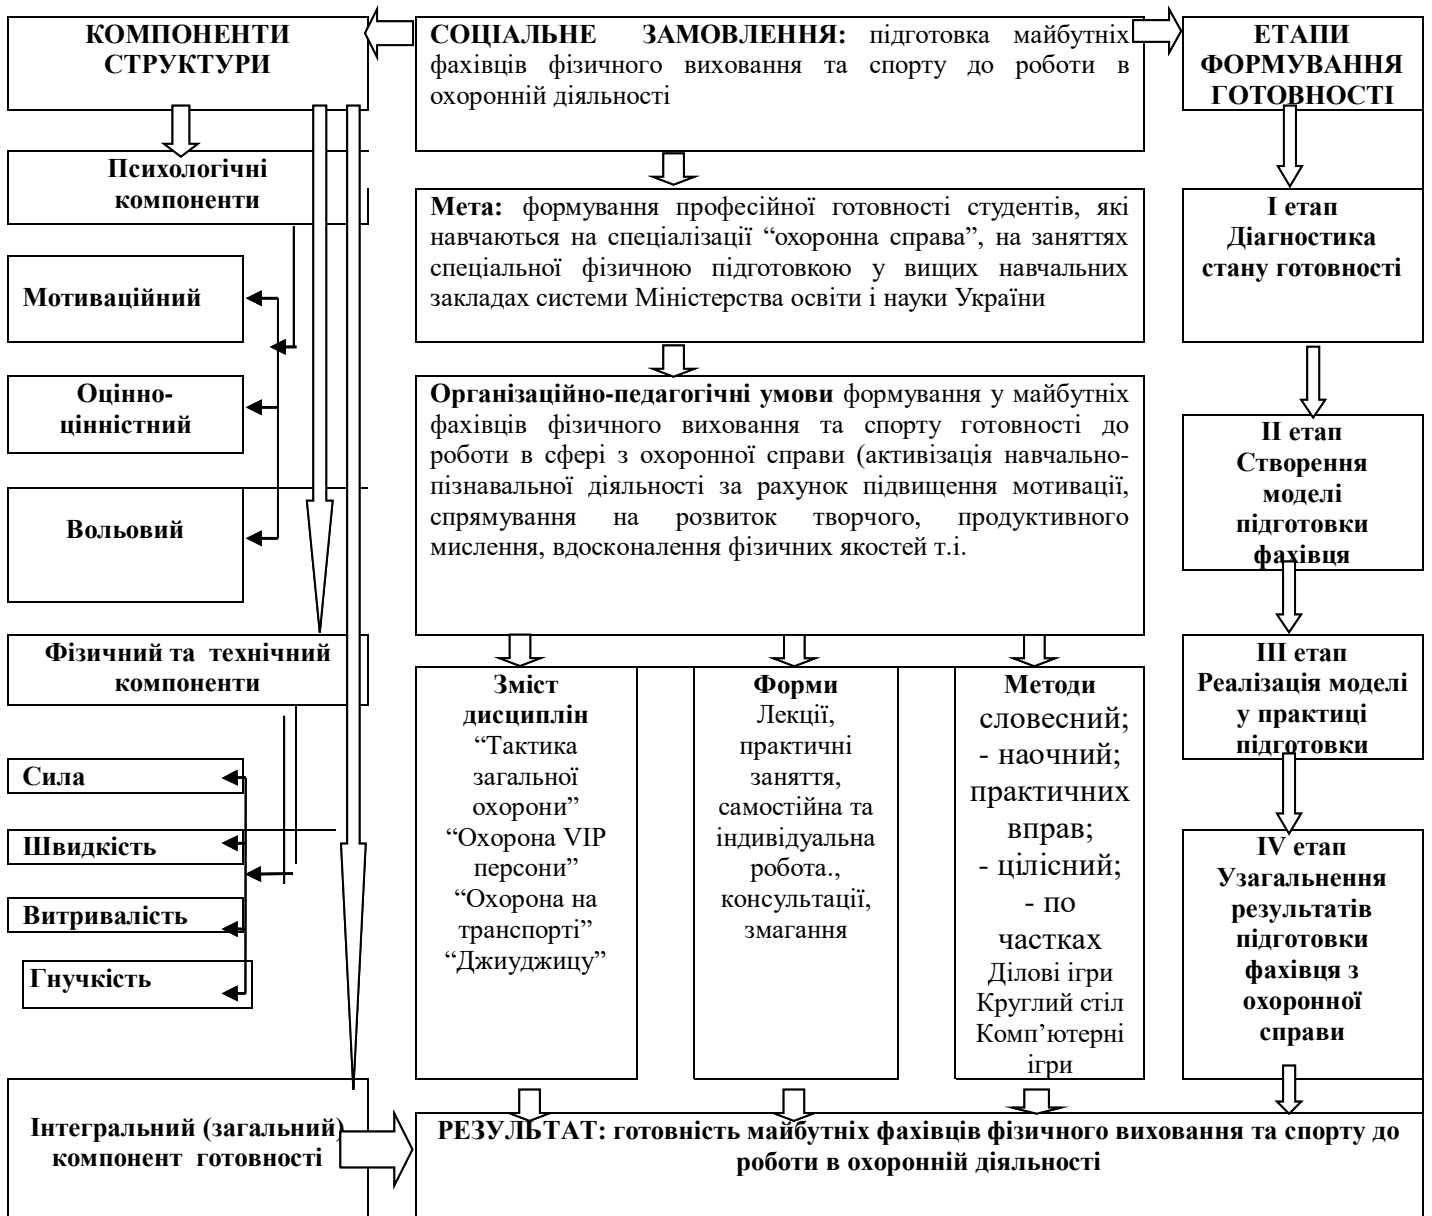 КОМПОНЕНТИ
СТРУКТУРИ
Психологічні
компоненти
Мотиваційний
Оцінно-
ціннiстний
Вольовий
Фізичний та технічний
компоненти
Сила
Швидкість
Витривалість
Гнучкість
Інтегральний (загальний)
компонент готовності
СОЦІАЛЬНЕ ЗАМОВЛЕННЯ: підготовка майбутніх
фахівців фізичного виховання та спорту до роботи в
охоронній діяльності
Мета: формування професійної готовності студентів, які
навчаються на спеціалізації “охоронна справа”, на заняттях
спеціальної фізичною підготовкою у вищих навчальних
закладах системи Міністерства освіти і науки України
Організаційно-педагогічні умови формування у майбутніх
фахівців фізичного виховання та спорту готовності до
роботи в сфері з охоронної справи (активізація навчально-
пізнавальної діяльності за рахунок підвищення мотивації,
спрямування на розвиток творчого, продуктивного
мислення, вдосконалення фізичних якостей т.і.
Зміст
дисциплін
“Тактика
загальної
охорони”
“Охорона VIP
персони”
“Охорона на
транспорті”
“Джиуджицу”
Форми
Лекції,
практичні
заняття,
самостійна та
індивідуальна
робота.,
консультації,
змагання
Методи
словесний;
- наочний;
практичних
вправ;
- цілісний;
- по
частках
Ділові ігри
Круглий стіл
Комп’ютерні
ігри
ЕТАПИ
ФОРМУВАННЯ
ГОТОВНОСТІ
І етап
Діагностика
стану готовності
ІІ етап
Створення
моделі
підготовки
фахівця
ІІІ етап
Реалізація моделі
у практиці
підготовки
IV етап
Узагальнення
результатів
підготовки
фахівця з
охоронної
справи
РЕЗУЛЬТАТ: готовність майбутніх фахівців фізичного виховання та спорту до
роботи в охоронній діяльності